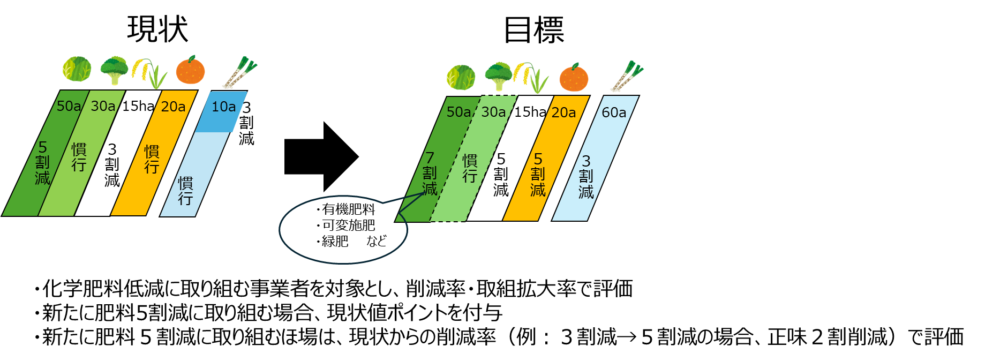 現状
50a
30a
15ha
20a
10a
3割減
5割減
慣行
3割減
慣行
慣行
目標
50a
30a
15ha
20a
60a
7割減
慣行
5割減
5割減
3割減
・有機肥料
・可変施肥
・緑肥　など
・化学肥料低減に取り組む事業者を対象とし、削減率・取組拡大率で評価
・新たに肥料5割減に取り組む場合、現状値ポイントを付与
・新たに肥料５割減に取り組むほ場は、現状からの削減率（例：３割減→５割減の場合、正味２割削減）で評価